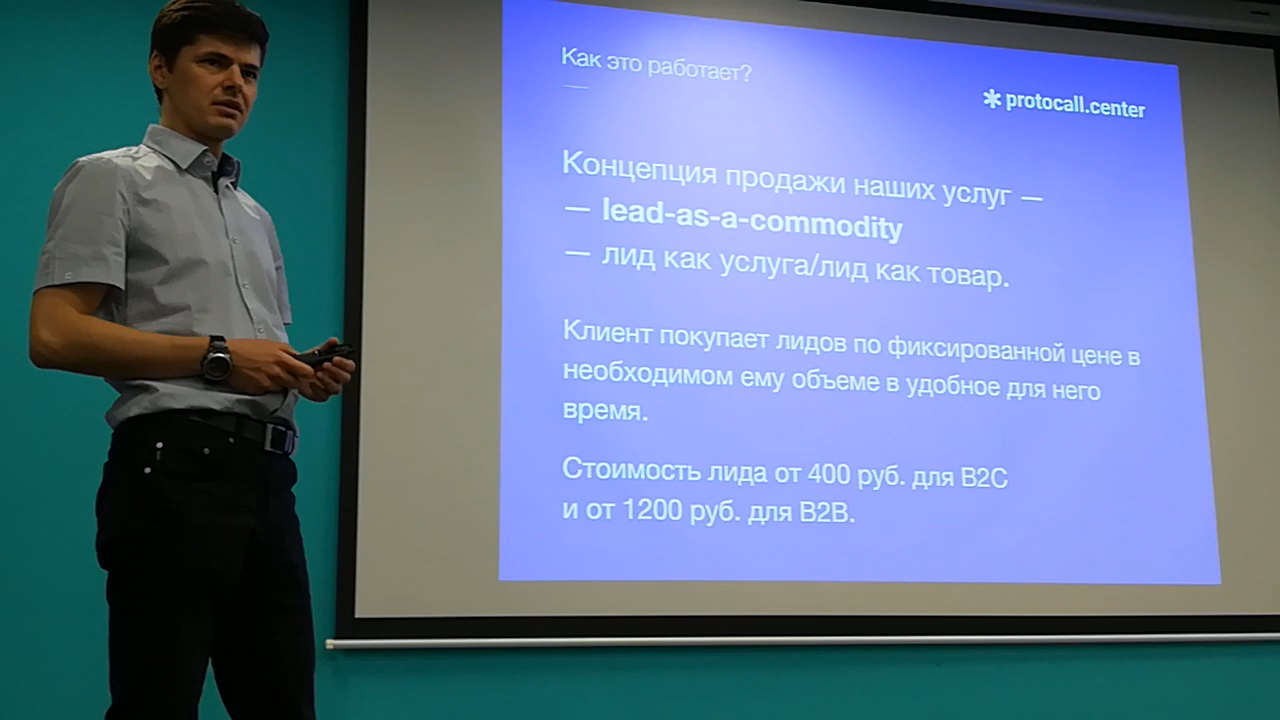 Как это работает?
protocall.center
Концепция продажи наших услуг —
— lead-as-a-commodity
— лид как услуга/лид как товар.
Клиент покупает лидов по фиксированной цене в
необходимом ему объеме в удобное для него
время.
Стоимость лида от 400 руб. для B2C
и от 1200 руб. для B2B.